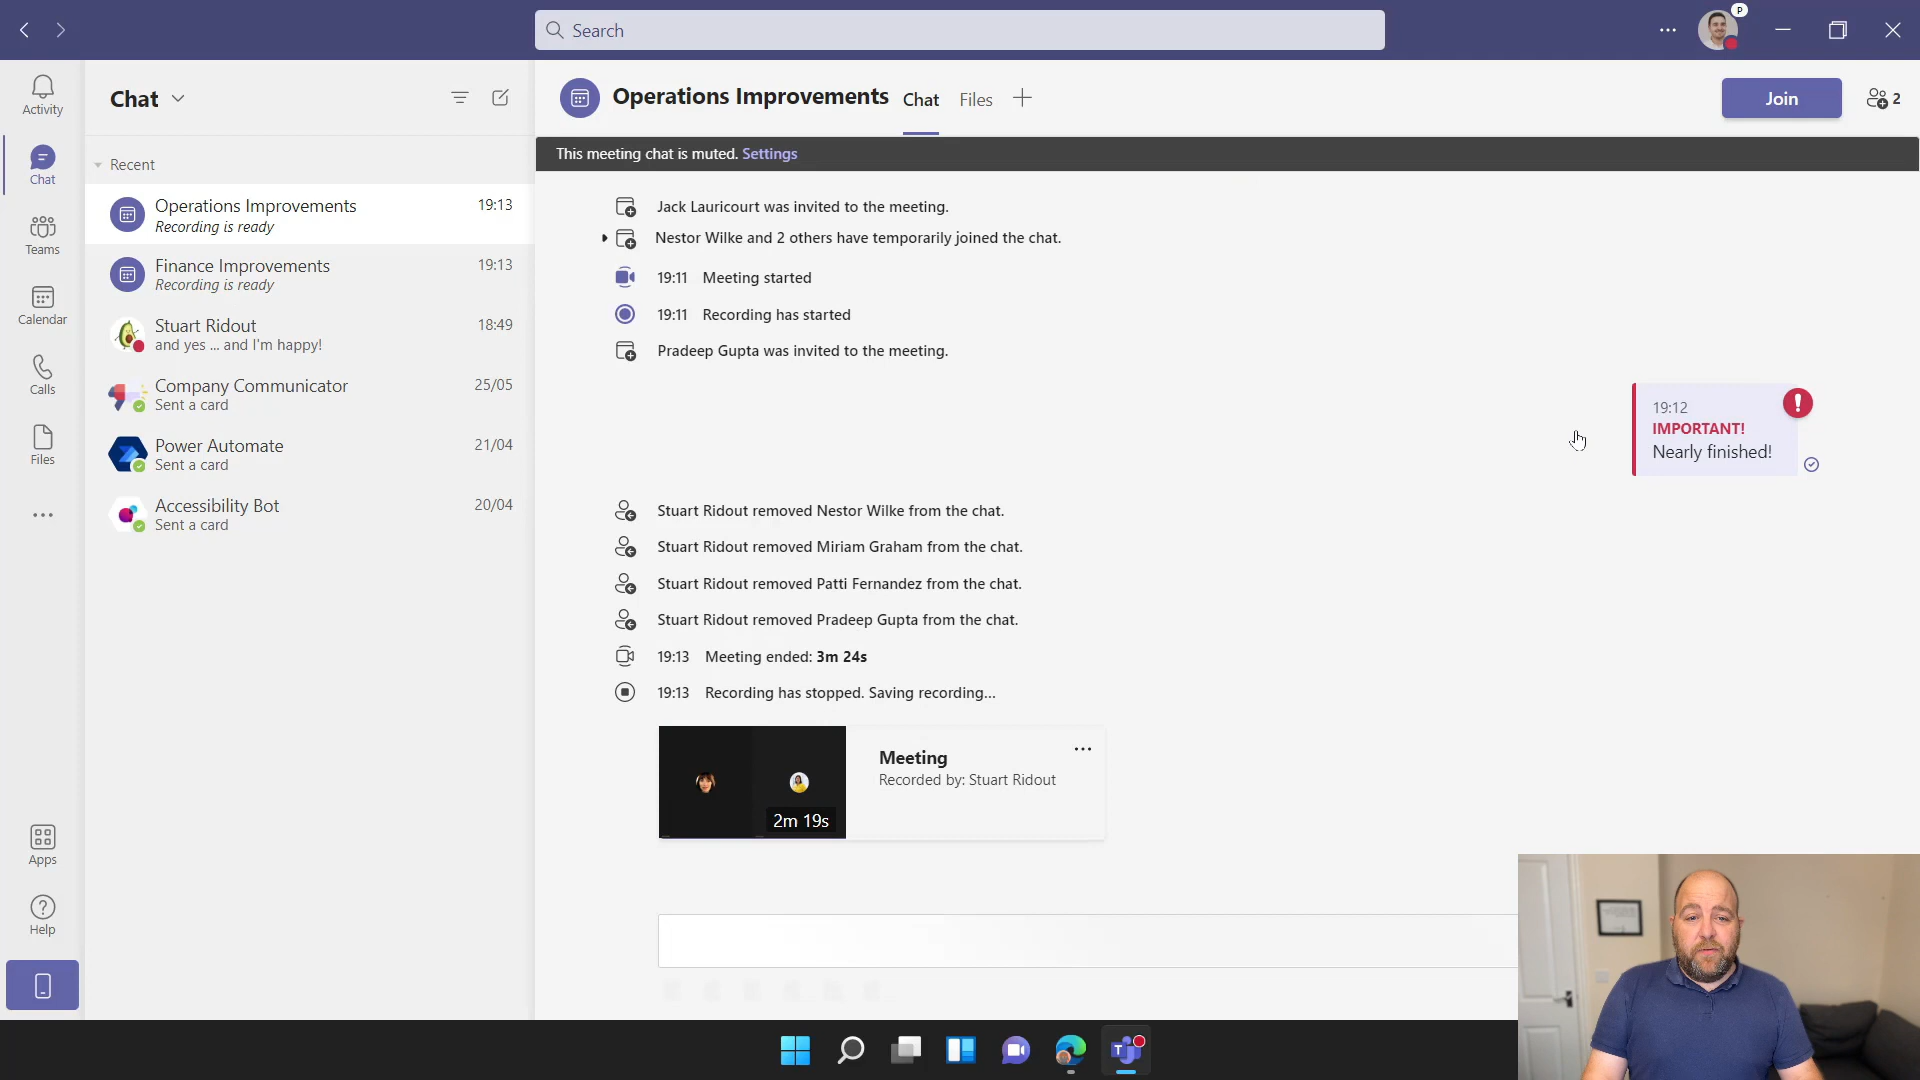 Search
P
Activity
Chat
Teams
Calendar
Calls
Files
Apps
Help
Chat
Recent
Operations Improvements 19:13
Recording is ready
Finance Improvements 19:13
Recording is ready
Stuart Ridout 18:49
and yes ... and I'm happy!
Company Communicator 25/05
Sent a card
Power Automate 21/04
Sent a card
Accessibility Bot 20/04
Sent a card
Operations Improvements Chat Files
Join 2
This meeting chat is muted. Settings
Jack Lauricourt was invited to the meeting.
Nestor Wilke and 2 others have temporarily joined the chat.
19:11 Meeting started
19:11 Recording has started
Pradeep Gupta was invited to the meeting.
19:12
IMPORTANT!
Nearly finished!
Stuart Ridout removed Nestor Wilke from the chat.
Stuart Ridout removed Miriam Graham from the chat.
Stuart Ridout removed Patti Fernandez from the chat.
Stuart Ridout removed Pradeep Gupta from the chat.
19:13 Meeting ended: 3m 24s
19:13 Recording has stopped. Saving recording...
2m 19s
Meeting
Recorded by: Stuart Ridout
T